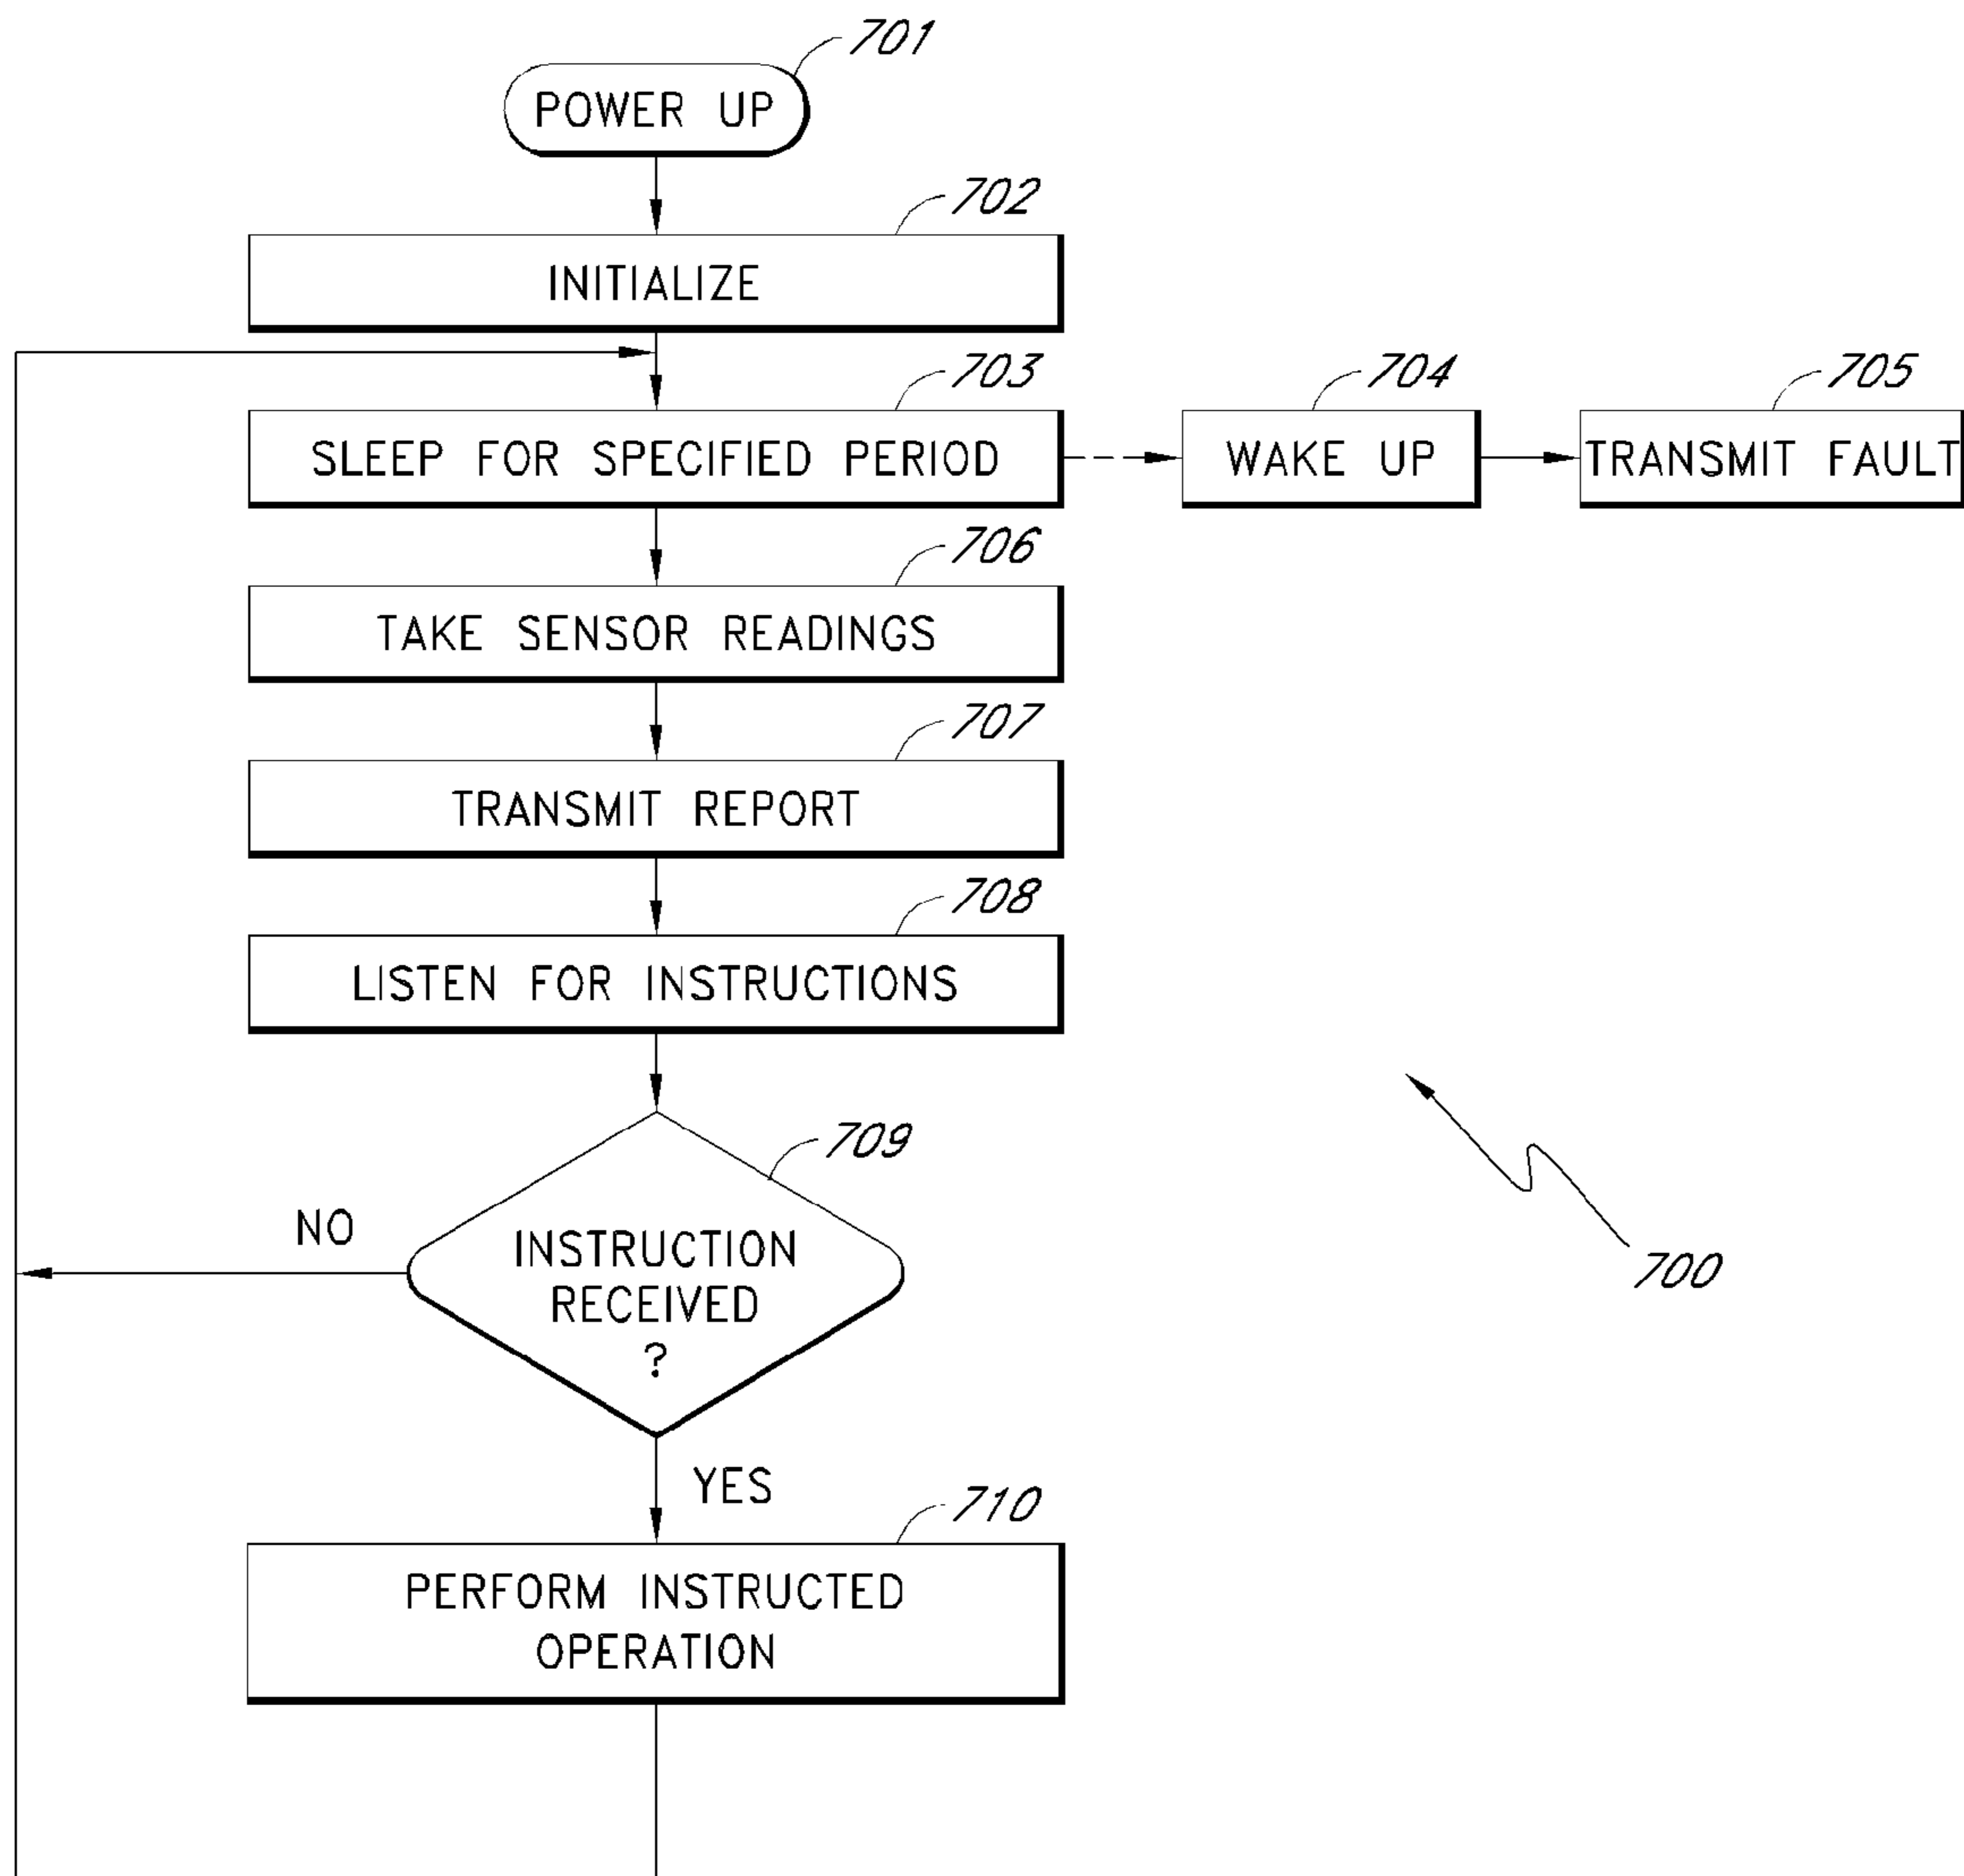 701
POWER UP
702
INITIALIZE
703
SLEEP FOR SPECIFIED PERIOD
704
WAKE UP
705
TRANSMIT FAULT
706
TAKE SENSOR READINGS
707
TRANSMIT REPORT
708
LISTEN FOR INSTRUCTIONS
709
INSTRUCTION
RECEIVED
?
NO
700
YES
710
PERFORM INSTRUCTED
OPERATION